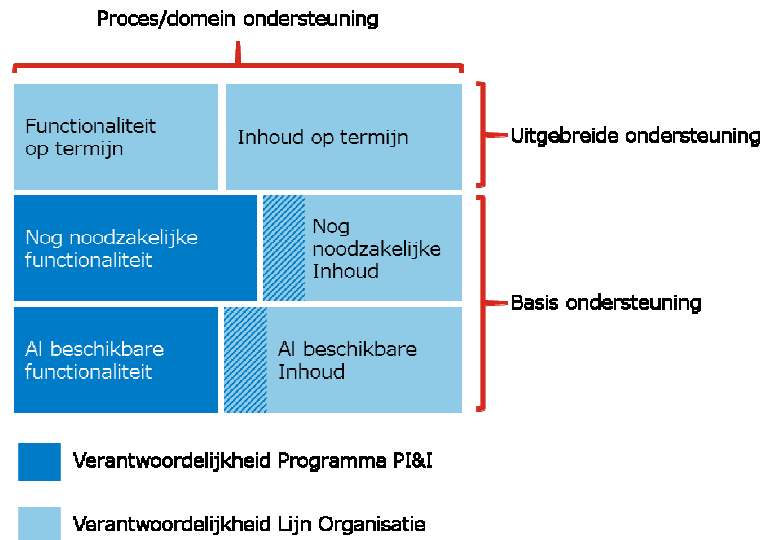 Proces/domein ondersteuning
Functionaliteit
op termijn
Inhoud op termijn
Uitgebreide ondersteuning
Nog noodzakelijke
functionaliteit
Nog
noodzakelijke
Inhoud
Basis ondersteuning
Al beschikbare
functionaliteit
Al beschikbare
Inhoud
Verantwoordelijkheid Programma PI&I
Verantwoordelijkheid Lijn Organisatie